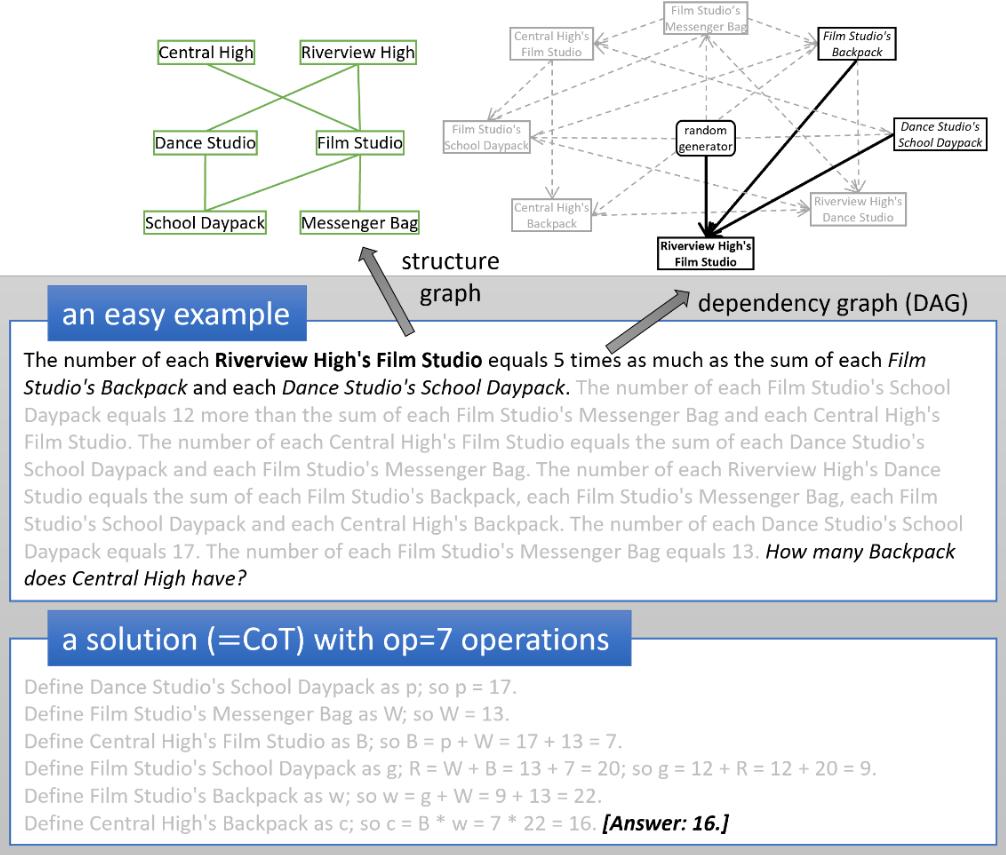 Central High Riverview High
Dance Studio Film Studio
School Daypack Messenger Bag
structure
graph
Film Studio's
Messenger Bag
Central High's
Film Studio
Film Studio's
Backpack
Film Studio's
School Daypack
random
generator
Dance Studio's
School Daypack
Central High's
Backpack
Riverview High's
Dance Studio
Riverview High's
Film Studio
dependency graph (DAG)
an easy example
The number of each Riverview High's Film Studio equals 5 times as much as the sum of each Film
Studio's Backpack and each Dance Studio's School Daypack. The number of each Film Studio's School
Daypack equals 12 more than the sum of each Film Studio's Messenger Bag and each Central High's
Film Studio. The number of each Central High's Film Studio equals the sum of each Dance Studio's
School Daypack and each Film Studio's Messenger Bag. The number of each Riverview High's Dance
Studio equals the sum of each Film Studio's Backpack, each Film Studio's Messenger Bag, each Film
Studio's School Daypack and each Central High's Backpack. The number of each Dance Studio's School
Daypack equals 17. The number of each Film Studio's Messenger Bag equals 13. How many Backpack
does Central High have?
a solution (=CoT) with op=7 operations
Define Dance Studio's School Daypack as p; so p = 17.
Define Film Studio's Messenger Bag as W; so W = 13.
Define Central High's Film Studio as B; so B = p + W = 17 + 13 = 7.
Define Film Studio's School Daypack as g; R = W + B = 13 + 7 = 20; so g = 12 + R = 12 + 20 = 9.
Define Film Studio's Backpack as w; so w = g + W = 9 + 13 = 22.
Define Central High's Backpack as c; so c = B * w = 7 * 22 = 16. [Answer: 16.]